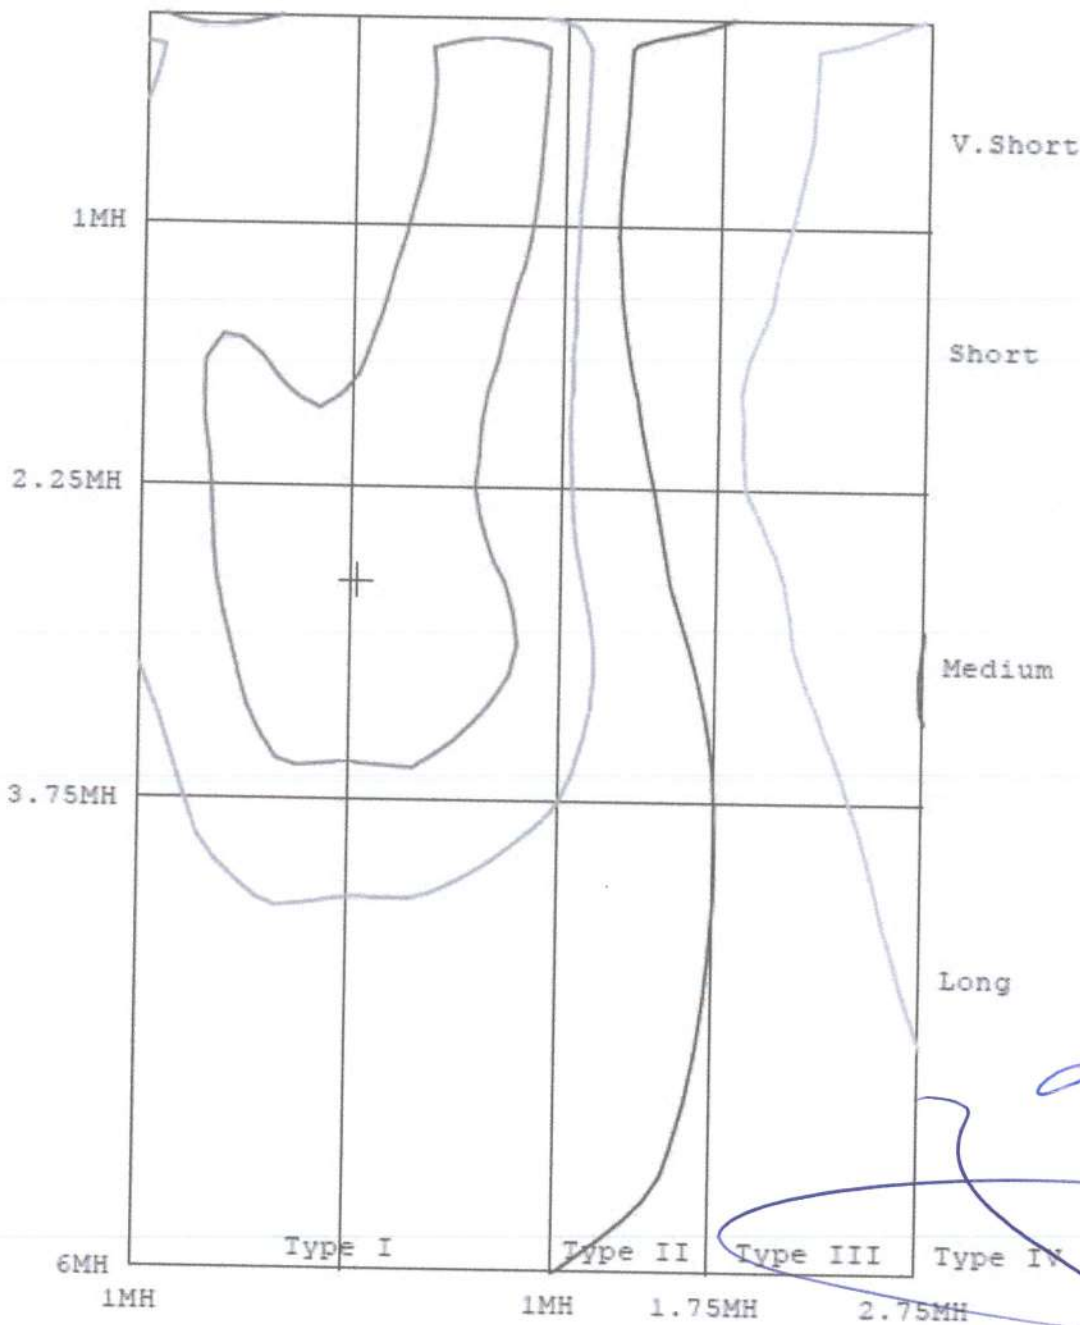 V.Short
1MH
Short
2.25MH
Medium
3.75MH
Long
Type I Type II Type III Type IV
6MH
1MH 1MH 1.75MH 2.75MH